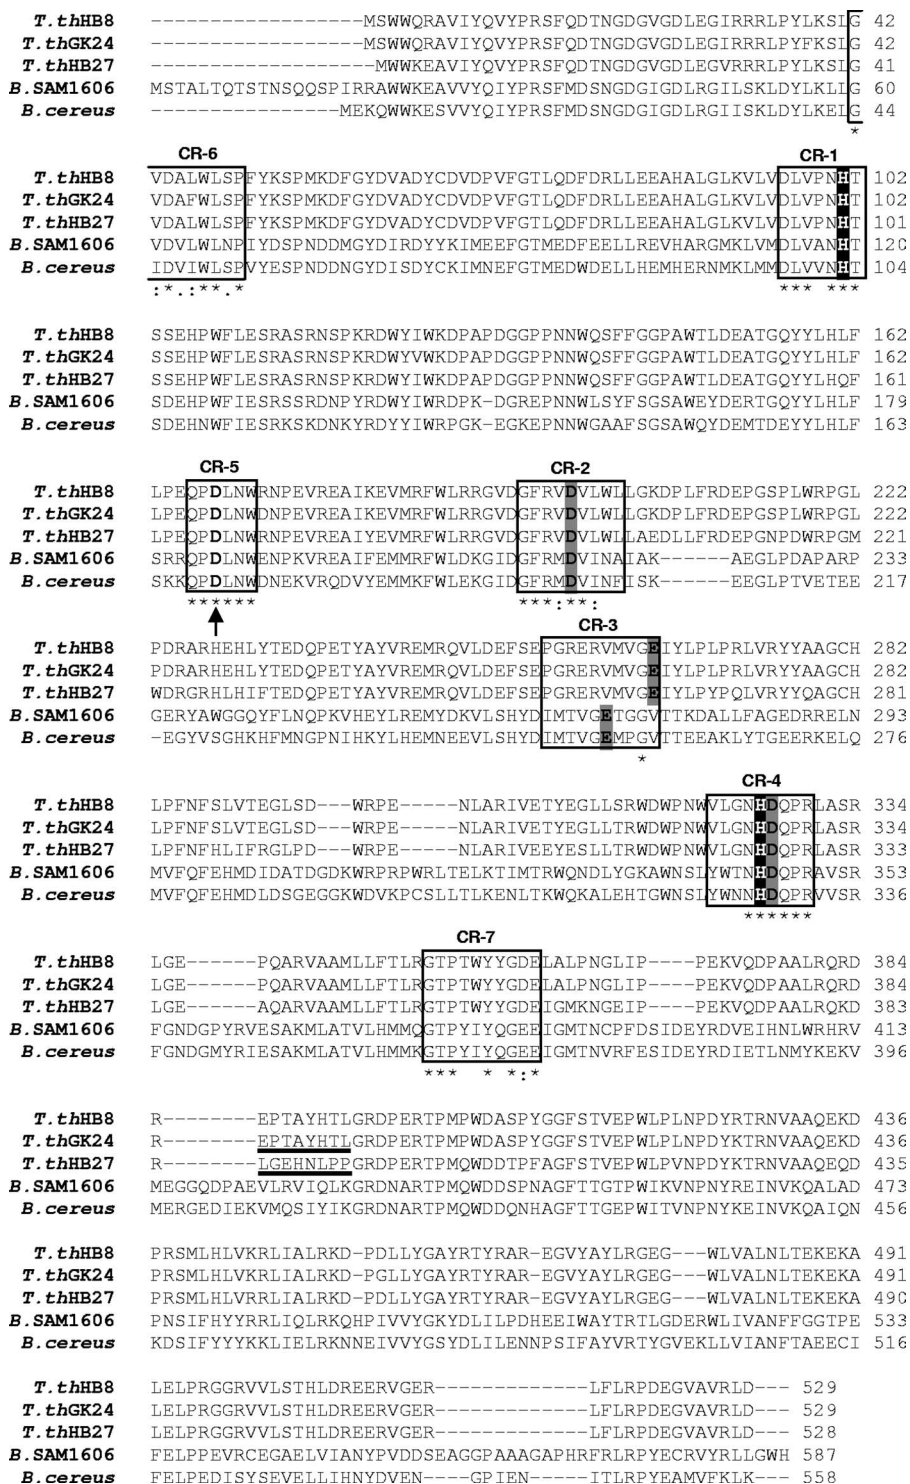 T.thHB8 -----------------MSWWQRAVIYQVYPRSFQDTNGDGVGDLEGIRRRLPYLKSLG 42
T.thGK24 -----------------MSWWQRAVIYQVYPRSFQDTNGDGVGDLEGIRRRLPYFKSLG 42
T.thHB27 ------------------MWWKEAVIYQVYPRSFQDTNGDGVGDLEGVRRRLPYLKSLG 41
B.SAM1606 MSTALTQTSTNSQQSPIRRAWWKEAVVYQIYPRSFMDSNGDGIGDLRGILSKLDYLKLLG 60
B.cereus ----------------MEKQWWKESVVYQIYPRSFMDSNGDGIGDLRGIISKLDYLKELG 44
*
CR-6 CR-1
T.thHB8 VDALWLSPFYKSPMKDFGYDVADYCDVDPVFGTLQDFDRLLEEAHALGLKVLVDLVPNHT 102
T.thGK24 VDAFWLSPFYKSPMKDFGYDVADYCDVDPVFGTLQDFDRLLEEAHALGLKVLVDLVPNHT 102
T.thHB27 VDALWLSPFYKSPMKDFGYDVADYCDVDPVFGTLQDFDRLLEEAHALGLKVLVDLVPNHT 101
B.SAM1606 VDVLWLNPIYDSPNDDMGYDIRDYYKIMEEFGTMEDFEELLREVHARGMKLVMDLVANHT 120
B.cereus IDVIWLSPVYESPNDDNGYDISDYCKIMNEFGTMEDWDELLHEMHERNMKLMMDLVVNHT 104
:*.:**.* *** ***
T.thHB8 SSEHPWFLESRASRNSPKRDWYIWKDPAPDGGPPNNWQSFFGGPAWTLDEATGQYYLHLF 162
T.thGK24 SSEHPWFLESRASRNSPKRDWYVWKDPAPDGGPPNNWQSFFGGPAWTLDEATGQYYLHLF 162
T.thHB27 SSEHPWFLESRASRNSPKRDWYIWKDPAPDGGPPNNWQSFFGGPAWTLDEATGQYYLHQF 161
B.SAM1606 SDEHPWFIESRSSRDNPYRDWYIWRDPK-DGREPNNWLSYFSGSAWEYDERTGQYYLHLF 179
B.cereus SDEHNWFIESRKSKDNKYRDYYIWRPGK-EGKEPNNWGAAFSGSAWQYDEMTDEYYLHLF 163
CR-5 CR-2
T.thHB8 LPEQPDLNWRNPEVREAIKEVMRFWLRRGVDGFRVDVLWLLGKDPLFRDEPGSPLWRPGL 222
T.thGK24 LPEQPDLNWRNPEVREAIKEVMRFWLRRGVDGFRVDVLWLLGKDPLFRDEPGSPLWRPGL 222
T.thHB27 LPEQPDLNWRNPEVREAIKEVMRFWLRRGVDGFRVDVLWLLAEDLLFRDEPGNPDWRPGM 221
B.SAM1606 SRRQPDLNWENPKVREAIFEMMRFWLDKGIDGFRMDVINAIAK-----AEGLPDAPARP 233
B.cereus SKKQPDLNWDNEKVRQDVYEMMKFWLEKGIDGFRMDVINFISK------EEGLPTVETEE 217
****** ***:**:
CR-3
T.thHB8 PDRARHEHLYTEDQPETYAYVREMRQVLDEFSEPGRERVMVGEIYLPLPRLVRYYAAGCH 282
T.thGK24 PDRARHEHLYTEDQPETYAYVREMRQVLDEFSEPGRERVMVGEIYLPLPRLVRYYAAGCH 282
T.thHB27 WDRGRHLHIFTEDQPETYAYVREMRQVLDEFSEPGRERVMVGEIYLPYPQLVRYYQAGCH 281
B.SAM1606 GERYAWGGQYFLNQPKVHEYLREMYDKVLSHYDIMTVGETGGVTTKDALLFAGEDRRELN 293
B.cereus -EGYVSGHKHFMNGPNIHKYLHEMNEEVLSHYDIMTVGEMPGVTTEEAKLYTGEERKELQ 276
*
CR-4
T.thHB8 LPFNFSLVTEGLSD---WRPE-----NLARIVETYEGLLSRWDWPNWVLGNHDQPRLASR 334
T.thGK24 LPFNFSLVTEGLSD---WRPE-----NLARIVETYEGLLTRWDWPNWVLGNHDQPRLASR 334
T.thHB27 LPFNFHLIFRGLPD---WRPE-----NLARIVEEYESLLTRWDWPNWVLGNHDQPRLASR 333
B.SAM1606 MVFQFEHMDIDATDGDKWRPRPWRLTELKTIMTRWQNDLYGKAWNSLYWTNHDQPRAVSR 353
B.cereus MVFQFEHMDLDSGEGGKWDVKPCSLLTLKENLTKWQKALEHTGWNSLYWNNHDQPRVVSR 336
******
CR-7
T.thHB8 LGE-------PQARVAAMLLFTLRGTPTWYYGDELALPNGLIP----PEKVQDPAALRQRD 384
T.thGK24 LGE-------PQARVAAMLLFTLRGTPTWYYGDELALPNGLIP----PEKVQDPAALRQRD 384
T.thHB27 LGE-------AQARVAAMLLFTLRGTPTWYYGDEIGMKNGEIP----PEKVQDPAALRQKD 383
B.SAM1606 FGNDGPYRVESAKMLATVLHMMQGTPYIYQGEEIGMTNCPFDSIDEYRDVEIHNLWRHRV 413
B.cereus FGNDGMYRIESAKMLATVLHMMKGTPYIYQGEEIGMTNVRFESIDEYRDIETLNMYKEKV 396
*** * *:*
T.thHB8 R--------EPTAYHTLGRDPERTPMPWDASPYGGFSTVEPWLPLNPDYRTRNVAAQEKD 436
T.thGK24 R--------EPTAYHTLGRDPERTPMPWDASPYGGFSTVEPWLPLNPDYRTRNVAAQEKD 436
T.thHB27 R--------LGEHNLPPGRDPERTPMQWDDTPFAGFSTVEPWLPVNPDYKTRNVAAQEQD 435
B.SAM1606 MEGGQDPAEVLRVIQLKGRDNARTPMQWDDSPNAGFTTGTPWIKVNPNYREINVKQALAD 473
B.cereus MERGEDIEKVMQSIYIKGRDNARTPMQWDDQNHAGFTTGEPWITVNPNYKEINVKQAIQN 456
T.thHB8 PRSMLHLVKRLIALRKD-PDLLYGAYRTYRAR-EGVYAYLRGEG---WLVALNLTEKEKA 491
T.thGK24 PRSMLHLVKRLIALRKD-PGLLYGAYRTYRAR-EGVYAYLRGEG---WLVALNLTEKEKA 491
T.thHB27 PRSMLHLVRRLIALRKD-PDLLYGAYRTYRAR-EGVYAYLRGEG---WLVALNLTEKEKA 490
B.SAM1606 PNSIFHYYRRLIQLRKQHPIVVYGKYDLILPDHEEIWAYTRTLGDERWLIVANFFGGTPE 533
B.cereus KDSIFYYYKKLIELRKNNEIVVYGSYDLILENNPSIFAYVRTYGVEKLLVIANFTAEECI 516
T.thHB8 LELPRGGRVVLSTHLDREERVGER-------------LFLRPDEGVAVRLD--- 529
T.thGK24 LELPRGGRVVLSTHLDREERVGER-------------LFLRPDEGVAVRLD--- 529
T.thHB27 LELPRGGRVVLSTHLDREERVGER-------------LFLRPDEGVAVRLD--- 528
B.SAM1606 FELPPEVRCEGAELVIANYPVDDSEAGGPAAAGAPHRFRLRPYECRVYRLLGWH 587
B.cereus FELPEDISYSEVELLIHNYDVEN----GPIEN-----ITLRPYEAMVFKLK--- 558